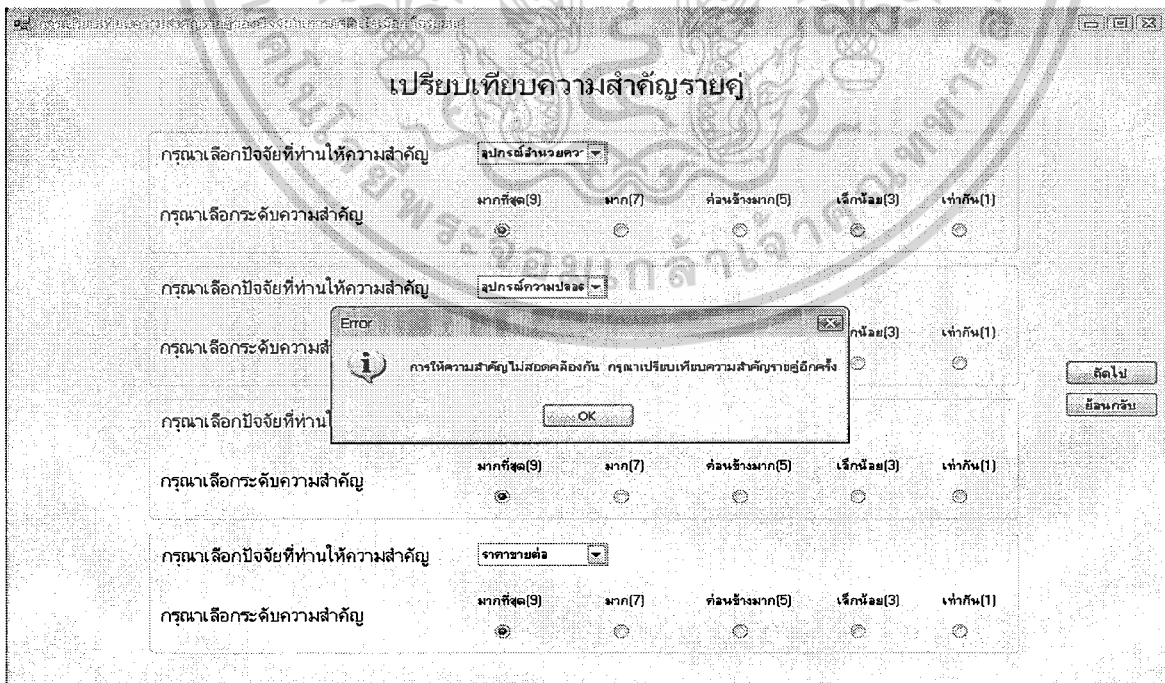 เปรียบเทียบความสำคัญรายคู่
กรุณาเลือกปัจจัยที่ท่านให้ความสำคัญ อุปกรณ์อำนวยควา
มากที่สุด(9) มาก(7) ค่อนข้างมาก(5) เล็กน้อย(3) เท่ากัน(1)
กรุณาเลือกระดับความสำคัญ
กรุณาเลือกปัจจัยที่ท่านให้ความสำคัญ อุปกรณ์ความปลอด
กน้อย(3) เท่ากัน(1)
กรุณาเลือกระดับความสำ
Error
การให้ความสำคัญไม่สอดคล้องกัน กรุณาเปรียบเทียบความสำคัญรายคู่อีกครั้ง
OK
ถัดไป
ย้อนกลับ
กรุณาเลือกปัจจัยที่ท่านใ
มากที่สุด(9) มาก(7) ค่อนข้างมาก(5) เล็กน้อย(3) เท่ากัน(1)
กรุณาเลือกระดับความสำคัญ
กรุณาเลือกปัจจัยที่ท่านให้ความสำคัญ ราคาขายต่อ
มากที่สุด(9) มาก(7) ค่อนข้างมาก(5) เล็กน้อย(3) เท่ากัน(1)
กรุณาเลือกระดับความสำคัญ